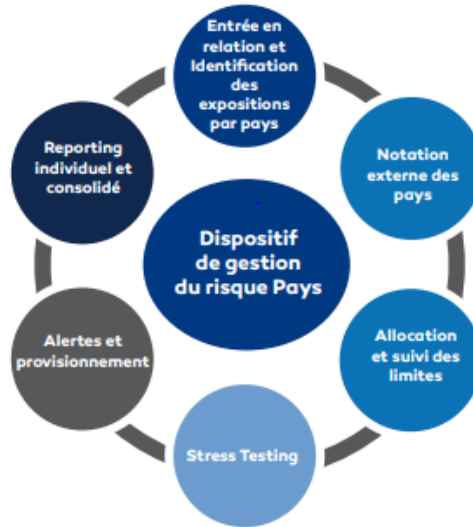 Entrée en
relation et
Identification
des
expositions
par pays
Notation
externe des
pays
Allocation
et suivi des
limites
Stress Testing
Alertes et
provisionnement
Reporting
individuel et
consolidé
Dispositif
de gestion
du risque Pays